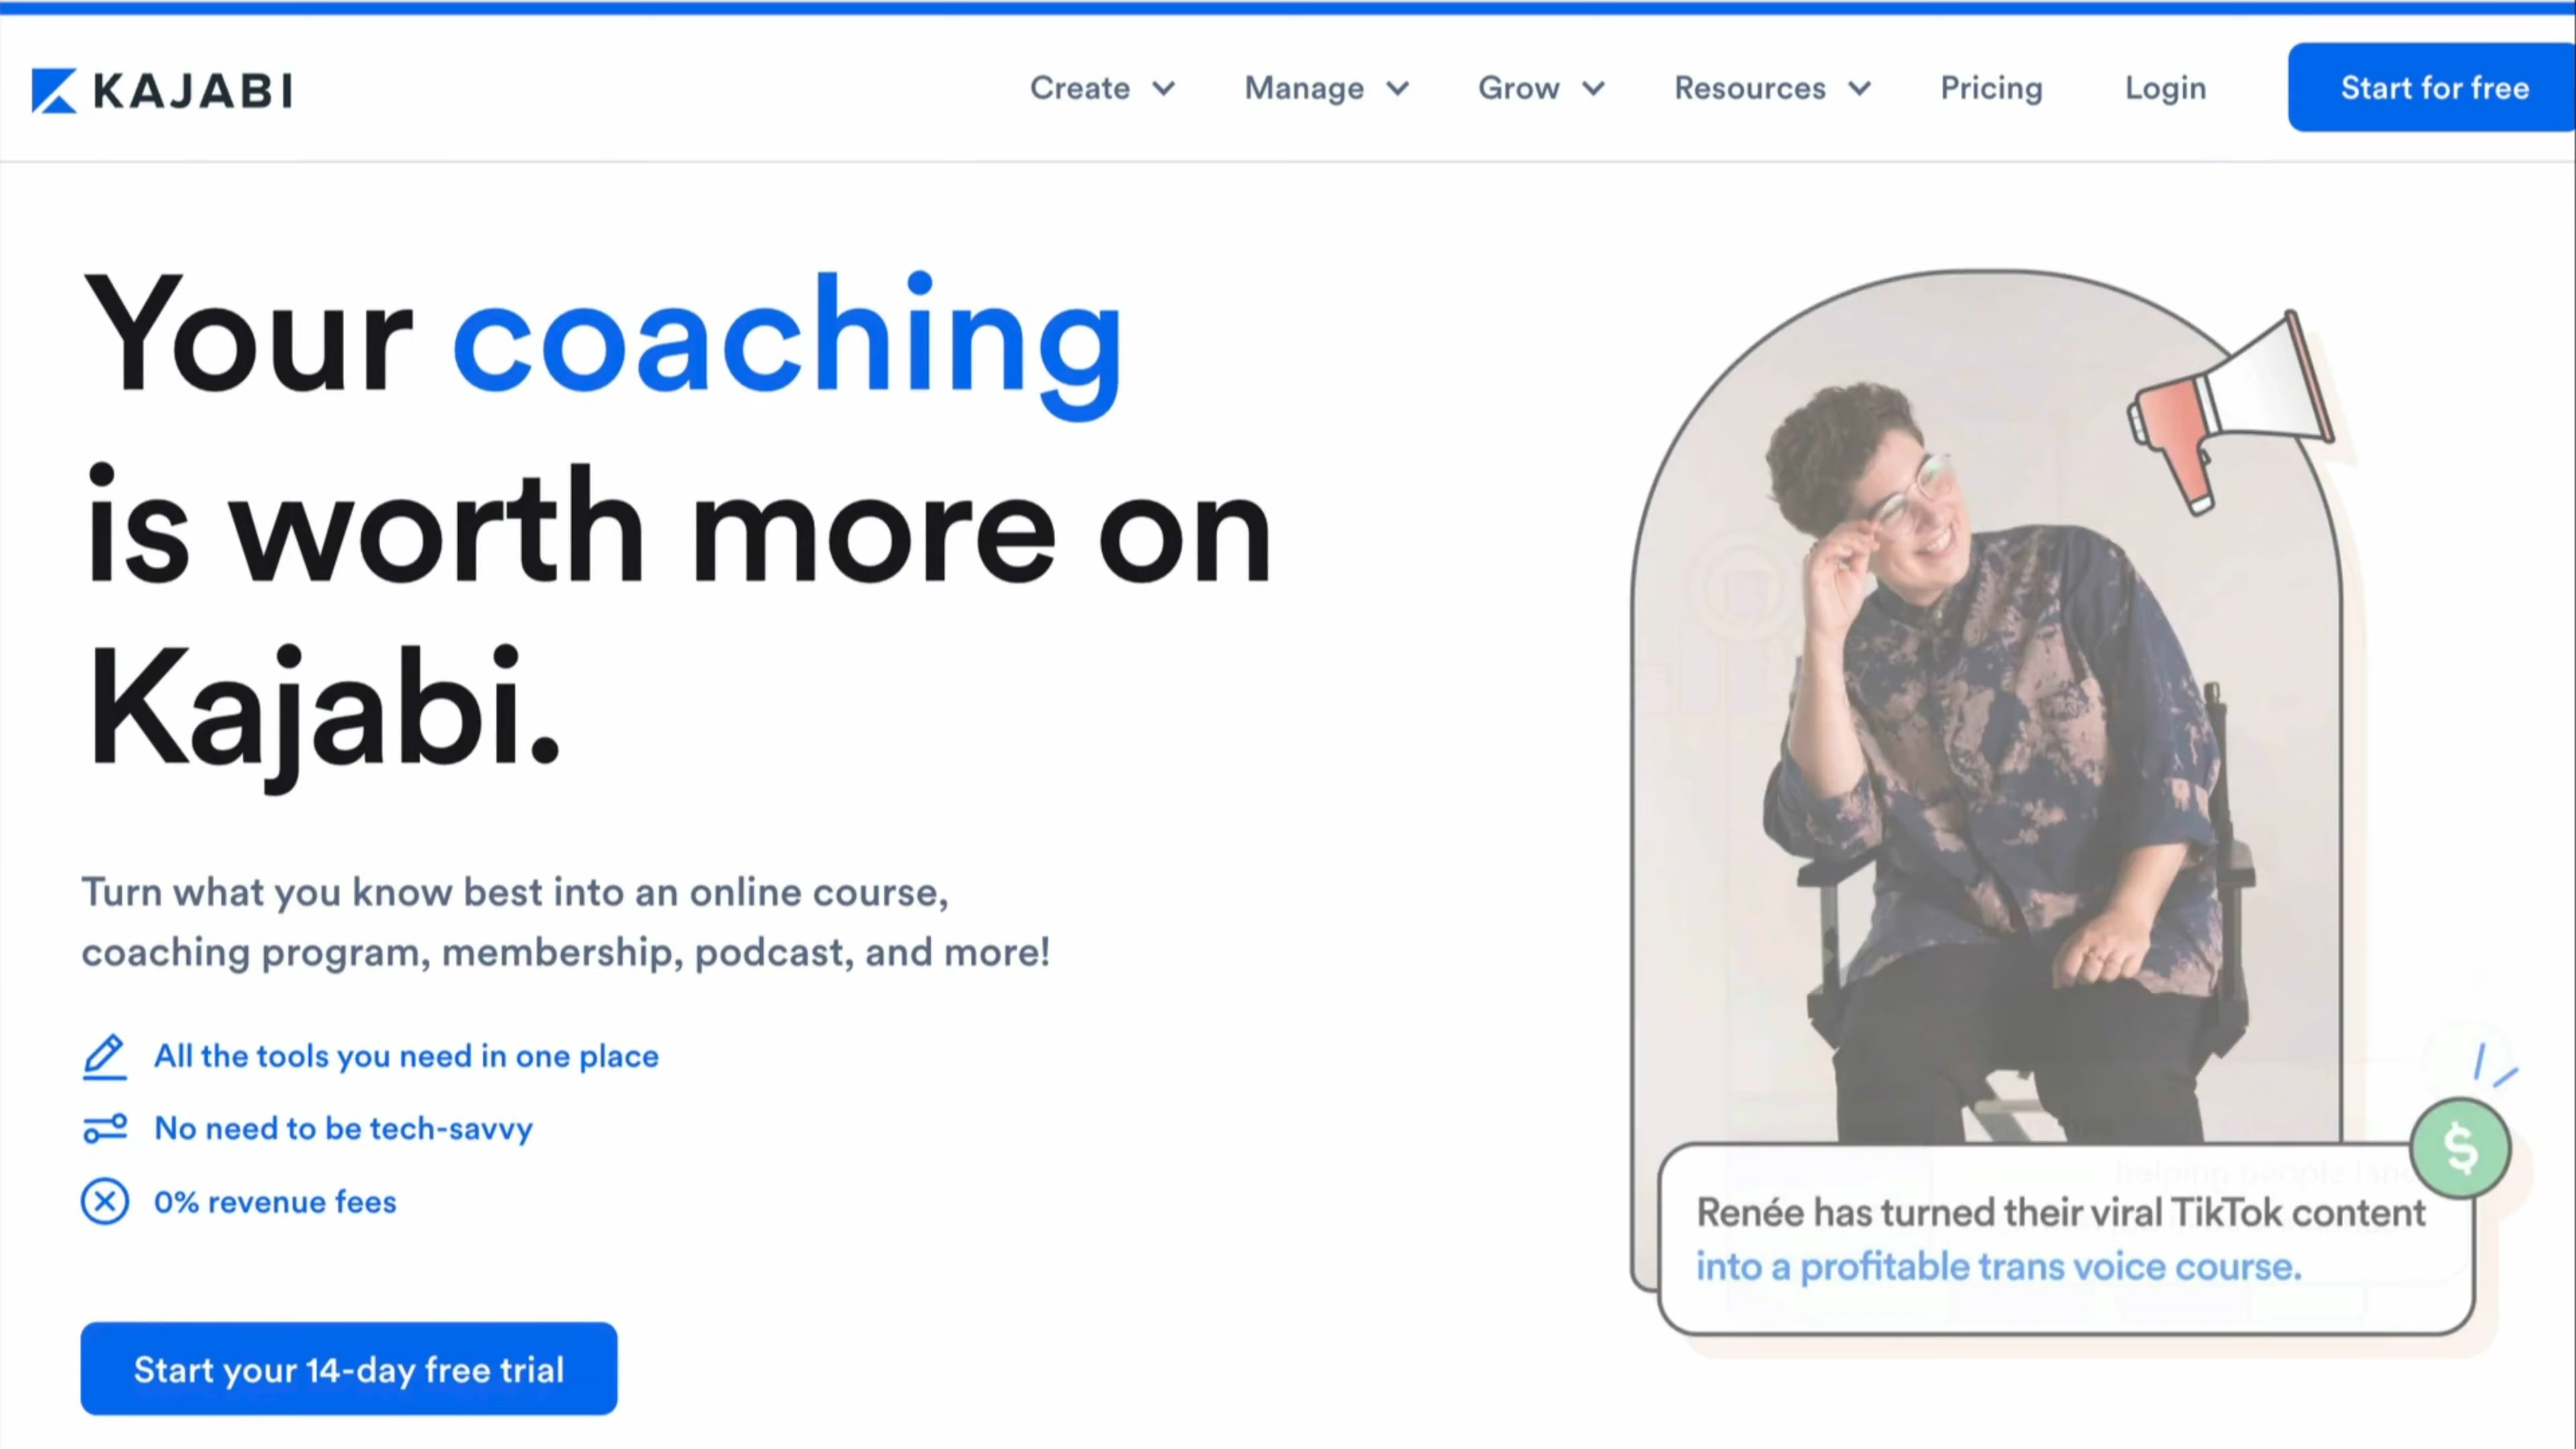 KAJABI
Create
Manage
Grow
Resources
Pricing
Login
Start for free
Your coaching
is worth more on
Kajabi.
Turn what you know best into an online course,
coaching program, membership, podcast, and more!
All the tools you need in one place
No need to be tech-savvy
0% revenue fees
Start your 14-day free trial
$
helping people
Renée has turned their viral TikTok content
into a profitable trans voice course.